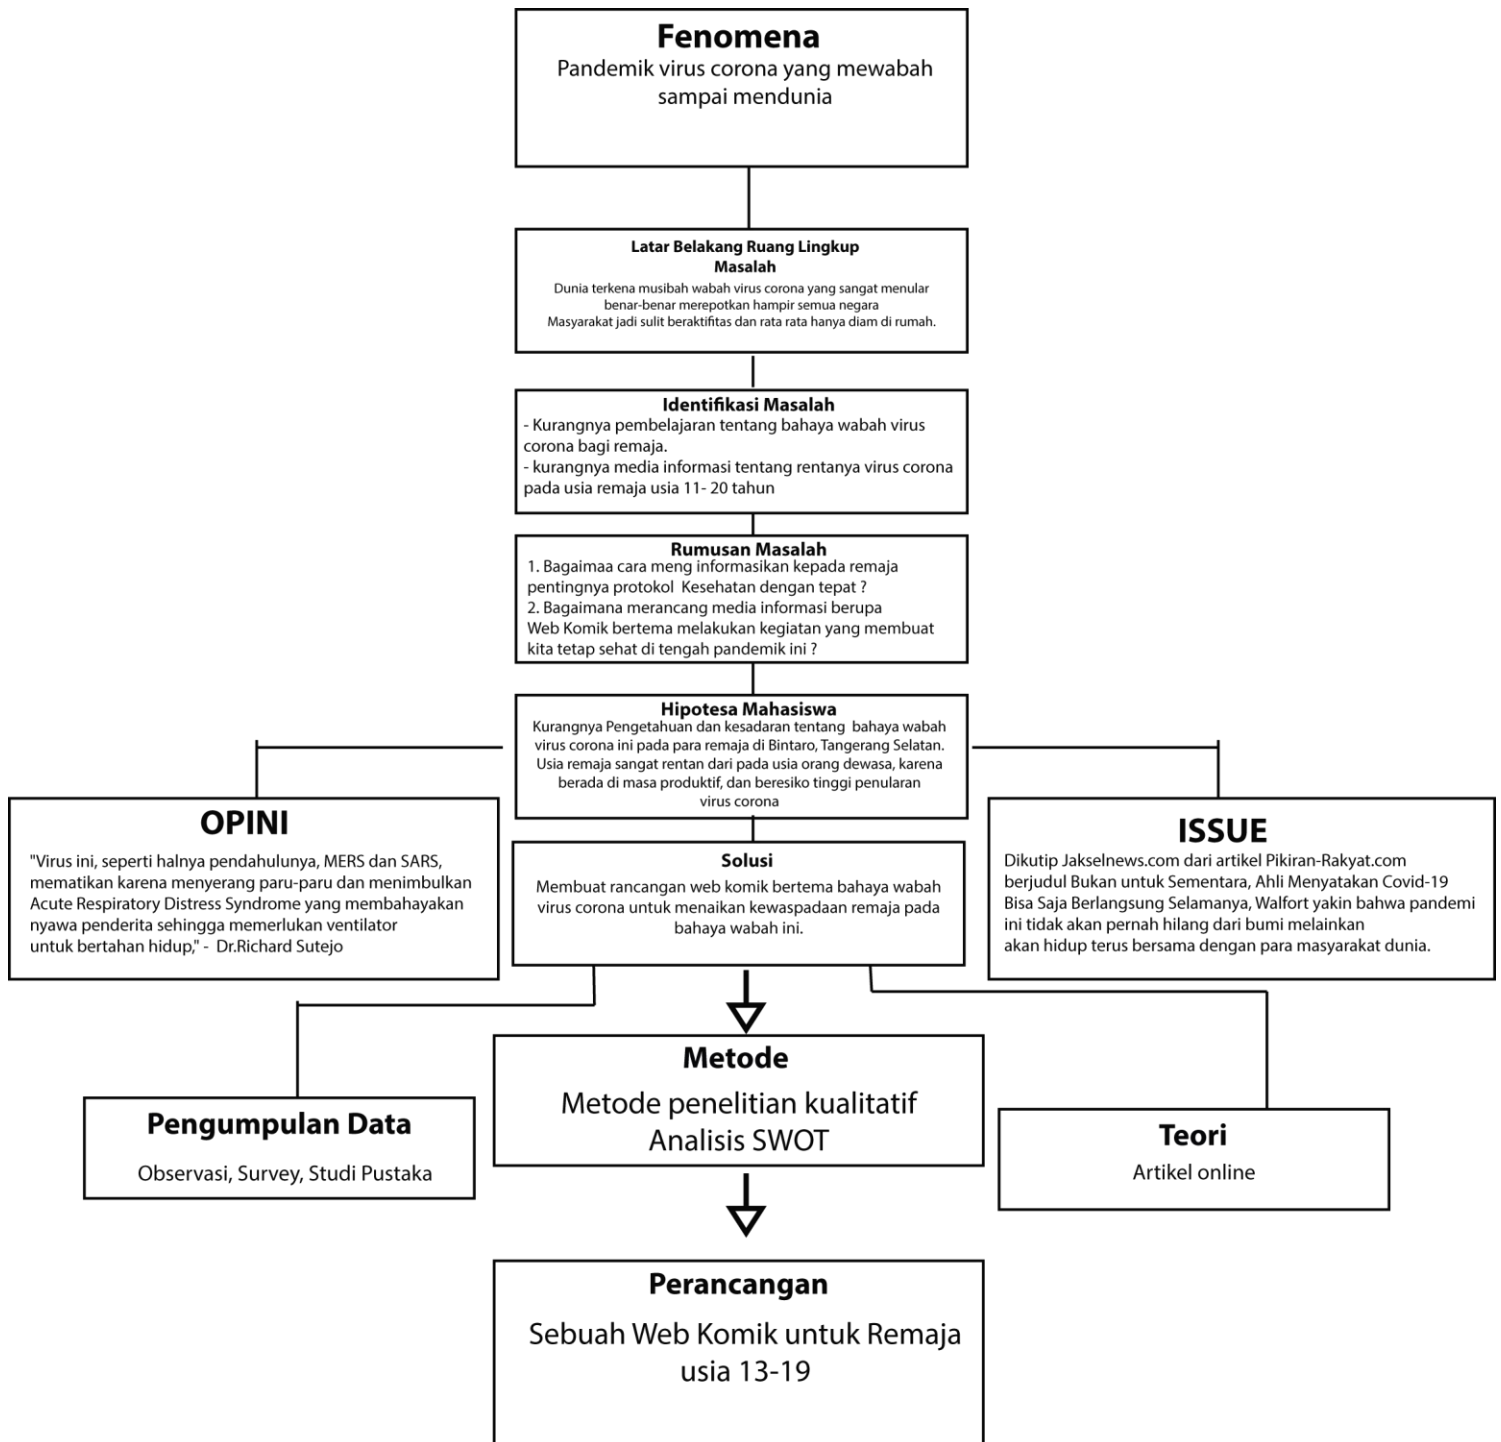 Fenomena
Pandemik virus corona yang mewabah
sampai mendunia
Latar Belakang Ruang Lingkup
Masalah
Dunia terkena musibah wabah virus corona yang sangat menular
benar-benar merepotkan hampir semua negara
Masyarakat jadi sulit beraktifitas dan rata rata hanya diam di rumah.
Identifikasi Masalah
- Kurangnya pembelajaran tentang bahaya wabah virus
corona bagi remaja.
- kurangnya media informasi tentang rentanya virus corona
pada usia remaja usia 11- 20 tahun
Rumusan Masalah
1. Bagaimaa cara meng informasikan kepada remaja
pentingnya protokol Kesehatan dengan tepat ?
2. Bagaimana merancang media informasi berupa
Web Komik bertema melakukan kegiatan yang membuat
kita tetap sehat di tengah pandemik ini ?
Hipotesa Mahasiswa
Kurangnya Pengetahuan dan kesadaran tentang bahaya wabah
virus corona ini pada para remaja di Bintaro, Tangerang Selatan.
Usia remaja sangat rentan dari pada usia orang dewasa, karena
berada di masa produktif, dan beresiko tinggi penularan
virus corona
OPINI
"Virus ini, seperti halnya pendahulunya, MERS dan SARS,
mematikan karena menyerang paru-paru dan menimbulkan
Acute Respiratory Distress Syndrome yang membahayakan
nyawa penderita sehingga memerlukan ventilator
untuk bertahan hidup," - Dr.Richard Sutejo
Solusi
Membuat rancangan web komik bertema bahaya wabah
virus corona untuk menaikan kewaspadaan remaja pada
bahaya wabah ini.
ISSUE
Dikutip Jakselnews.com dari artikel Pikiran-Rakyat.com
berjudul Bukan untuk Sementara, Ahli Menyatakan Covid-19
Bisa Saja Berlangsung Selamanya, Walfort yakin bahwa pandemi
ini tidak akan pernah hilang dari bumi melainkan
akan hidup terus bersama dengan para masyarakat dunia.
Pengumpulan Data
Observasi, Survey, Studi Pustaka
Metode
Metode penelitian kualitatif
Analisis SWOT
Teori
Artikel online
Perancangan
Sebuah Web Komik untuk Remaja
usia 13-19